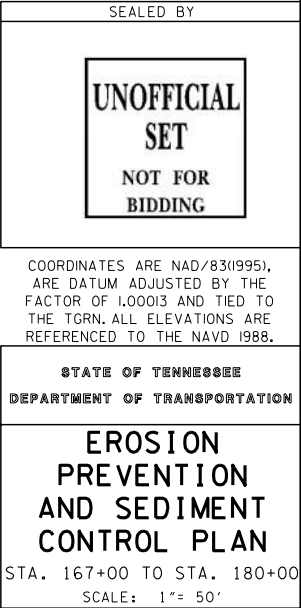 SEALED BY
UNOFFICIAL
SET
NOT FOR
BIDDING
COORDINATES ARE NAD/83(1995),
ARE DATUM ADJUSTED BY THE
FACTOR OF 1.00013 AND TIED TO
THE TGRN. ALL ELEVATIONS ARE
REFERENCED TO THE NAVD 1988.
STATE OF TENNESSEE
DEPARTMENT OF TRANSPORTATION
EROSION
PREVENTION
AND SEDIMENT
CONTROL PLAN
STA. 167+00 TO STA. 180+00
SCALE: 1"= 50'